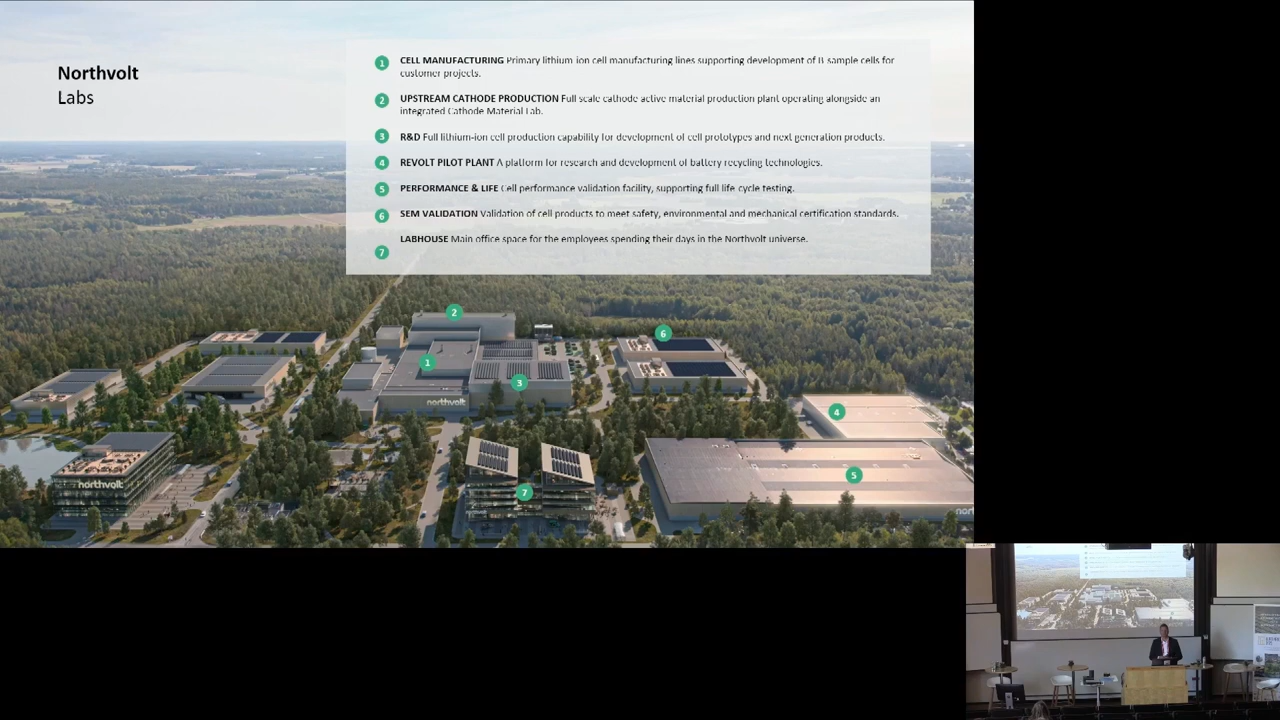 Northvolt
Labs
1 CELL MANUFACTURING Primary lithium ion cell manufacturing lines supporting development of B sample cells for
customer projects.
2 UPSTREAM CATHODE PRODUCTION Full scale cathode active material production plant operating alongside an
integrated Cathode Material Lab.
3 R&D Full lithium-ion cell production capability for development of cell prototypes and next generation products.
4 REVOLT PILOT PLANT A platform for research and development of battery recycling technologies.
5 PERFORMANCE & LIFE Cell performance validation facility, supporting full life cycle testing.
6 SEM VALIDATION Validation of cell products to meet safety, environmental and mechanical certification standards.
7 LABHOUSE Main office space for the employees spending their days in the Northvolt universe.
2
6
1
3
northvolt
4
5
northvolt
7